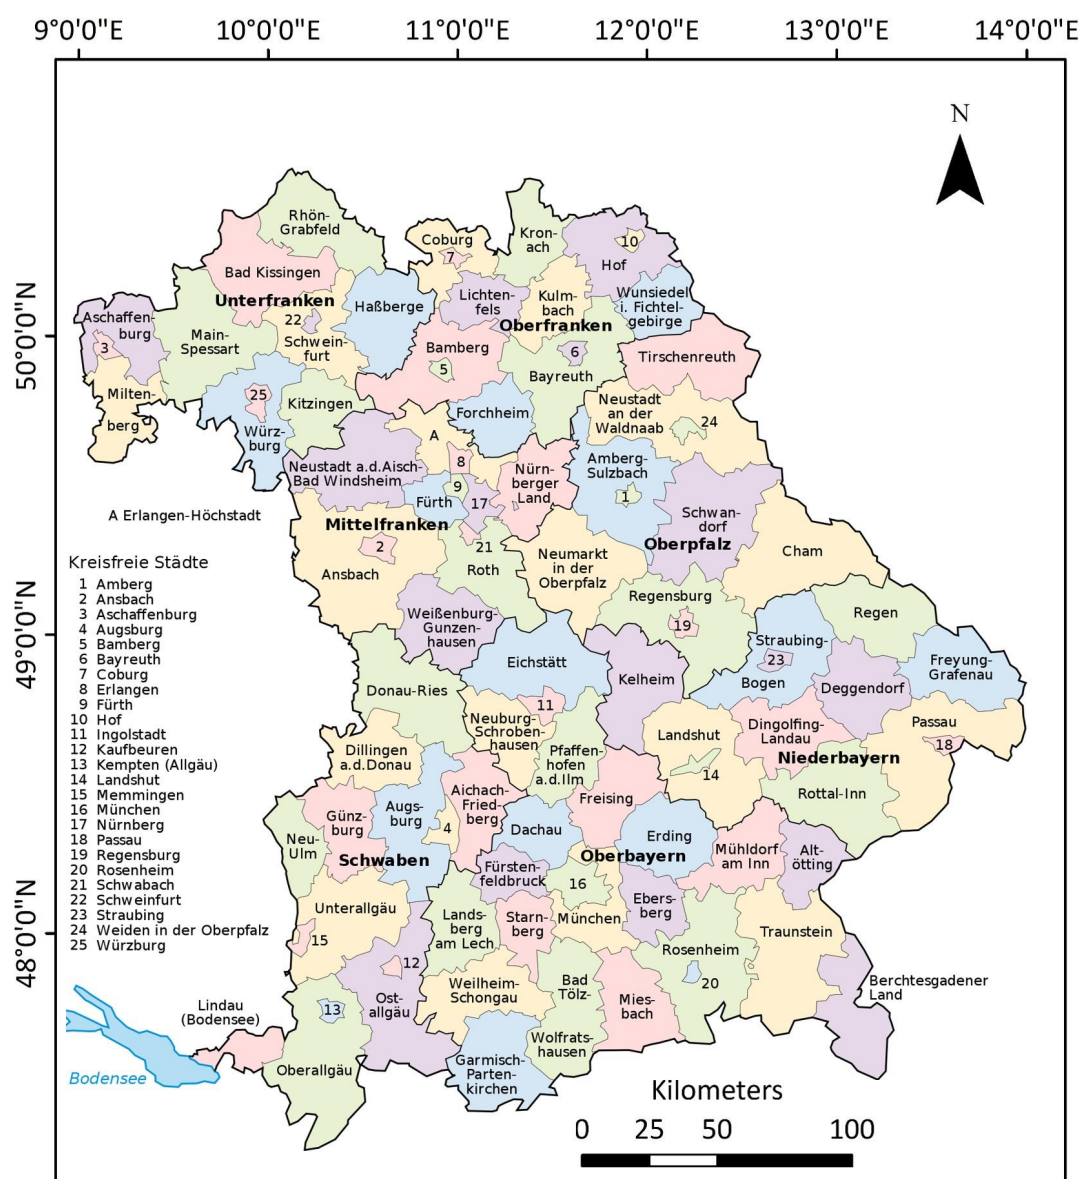 9°0'0"E
10°0'0"E
11°0'0"E
12°0'0"E
13°0'0"E
14°0'0"E
N
50°0'0"N
49°0'0"N
48°0'0"N
Rhön-
Grabfeld
Coburg
7
Kron-
ach
10
Hof
Bad Kissingen
Unterfranken
Haßberge
Lichten-
fels
Kulm-
bach
Wunsiedel
i. Fichtel-
gebirge
Oberfranken
Aschaffen-
burg
3
Main-
Spessart
22
Schwein-
furt
Bamberg
5
6
Bayreuth
Tirschenreuth
Milten-
berg
25
Würz-
burg
Kitzingen
Forchheim
Neustadt
an der
Waldnaab
24
A
8
Neustadt a.d.Aisch-
Bad Windsheim
9
Fürth
17
Nürn-
berger
Land
Amberg-
Sulzbach
1
Schwan-
dorf
Oberpfalz
A Erlangen-Höchstadt
Mittelfranken
2
Ansbach
21
Roth
Neumarkt
in der
Oberpfalz
Cham
Kreisfreie Städte
1 Amberg
2 Ansbach
3 Aschaffenburg
4 Augsburg
5 Bamberg
6 Bayreuth
7 Coburg
8 Erlangen
9 Fürth
10 Hof
11 Ingolstadt
12 Kaufbeuren
13 Kempten (Allgäu)
14 Landshut
15 Memmingen
16 München
17 Nürnberg
18 Passau
19 Regensburg
20 Rosenheim
21 Schwabach
22 Schweinfurt
23 Straubing
24 Weiden in der Oberpfalz
25 Würzburg
Weißenburg-
Gunzen-
hausen
Regensburg
19
Regen
Straubing-
23
Bogen
Freyung-
Grafenau
Deggendorf
Eichstätt
Kelheim
Donau-Ries
11
Neuburg-
Schroben-
hausen
Pfaffen-
hofen
a.d.Ilm
Landshut
14
Dingolfing-
Landau
Passau
18
Niederbayern
Rottal-Inn
Dillingen
a.d.Donau
Günz-
burg
Augs-
burg
4
Aichach-
Fried-
berg
Freising
Dachau
Erding
Mühldorf
am Inn
Alt-
ötting
Neu-
Ulm
Schwaben
Oberbayern
Fürsten-
feldbruck
16
München
Ebers-
berg
Unterallgäu
15
Lands-
berg
am Lech
Starn-
berg
Rosenheim
20
Traunstein
Berchtesgadener
Land
12
Ost-
allgäu
13
Oberallgäu
Weilheim-
Schongau
Bad
Tölz-
Wolfrats-
hausen
Mies-
bach
Garmisch-
Parten-
kirchen
Lindau
(Bodensee)
Bodensee
Kilometers
0
25
50
100